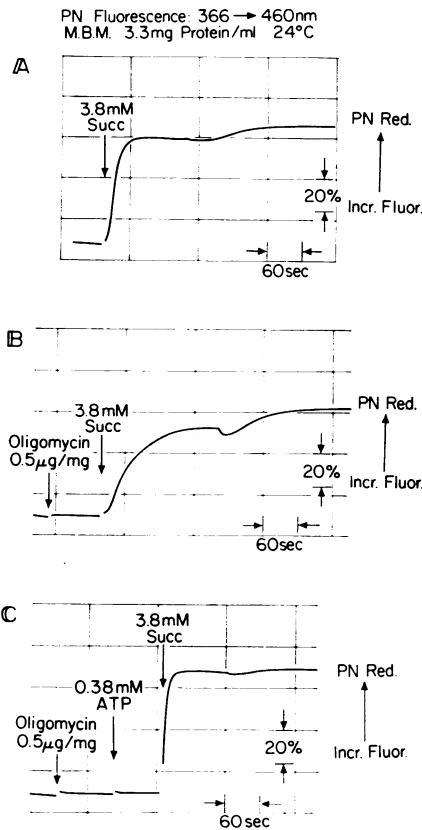 PN Fluorescence: 366 → 460nm
M.B.M. 3.3mg Protein/ml 24°C
A
3.8mM
Succ
PN Red.
20%
Incr. Fluor.
60sec
B
3.8mM
Succ
Oligomycin
0.5μg/mg
PN Red.
20%
Incr. Fluor.
60sec
C
3.8mM
Succ
0.38mM
ATP
Oligomycin
0.5μg/mg
PN Red.
20%
Incr. Fluor.
60sec